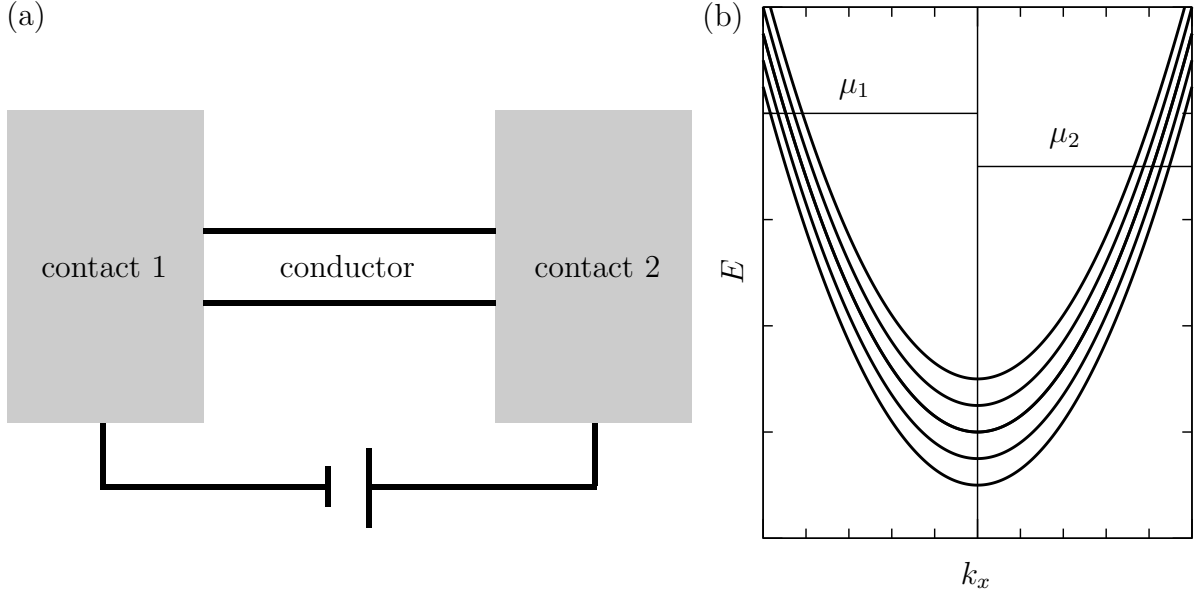 (a)
contact 1
conductor
contact 2
(b)
μ₁
μ₂
E
kₓ